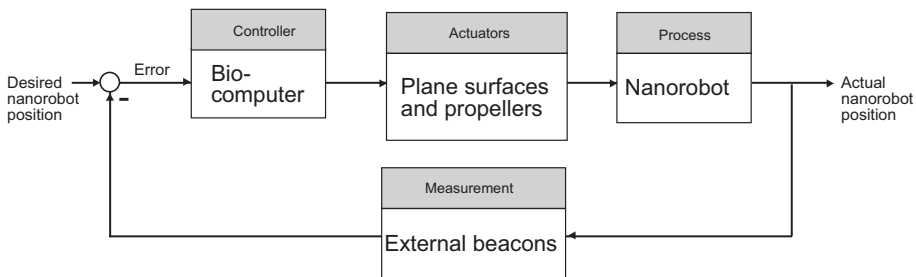 Controller
Actuators
Process
Desired
nanorobot
position
Error
-
Bio-
computer
Plane surfaces
and propellers
Nanorobot
Actual
nanorobot
position
Measurement
External beacons